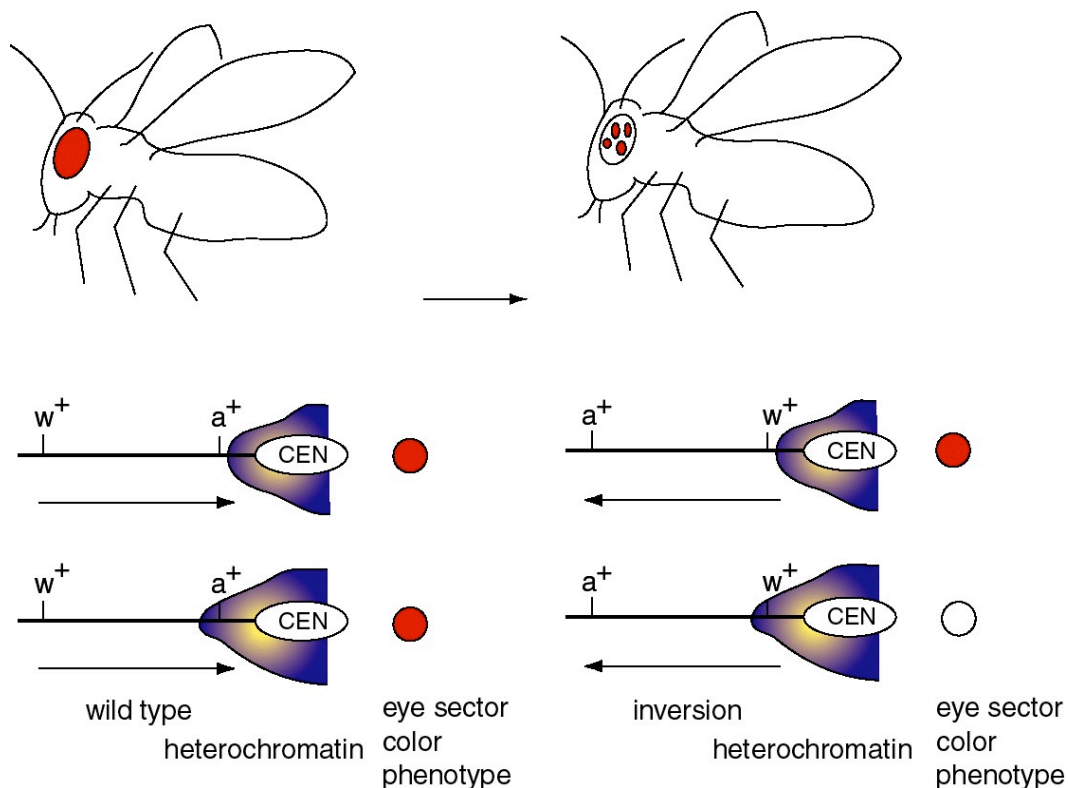 w+ a+
CEN
a+ w+
CEN
w+ a+
CEN
a+ w+
CEN
wild type
heterochromatin
eye sector
color
phenotype
inversion
heterochromatin
eye sector
color
phenotype